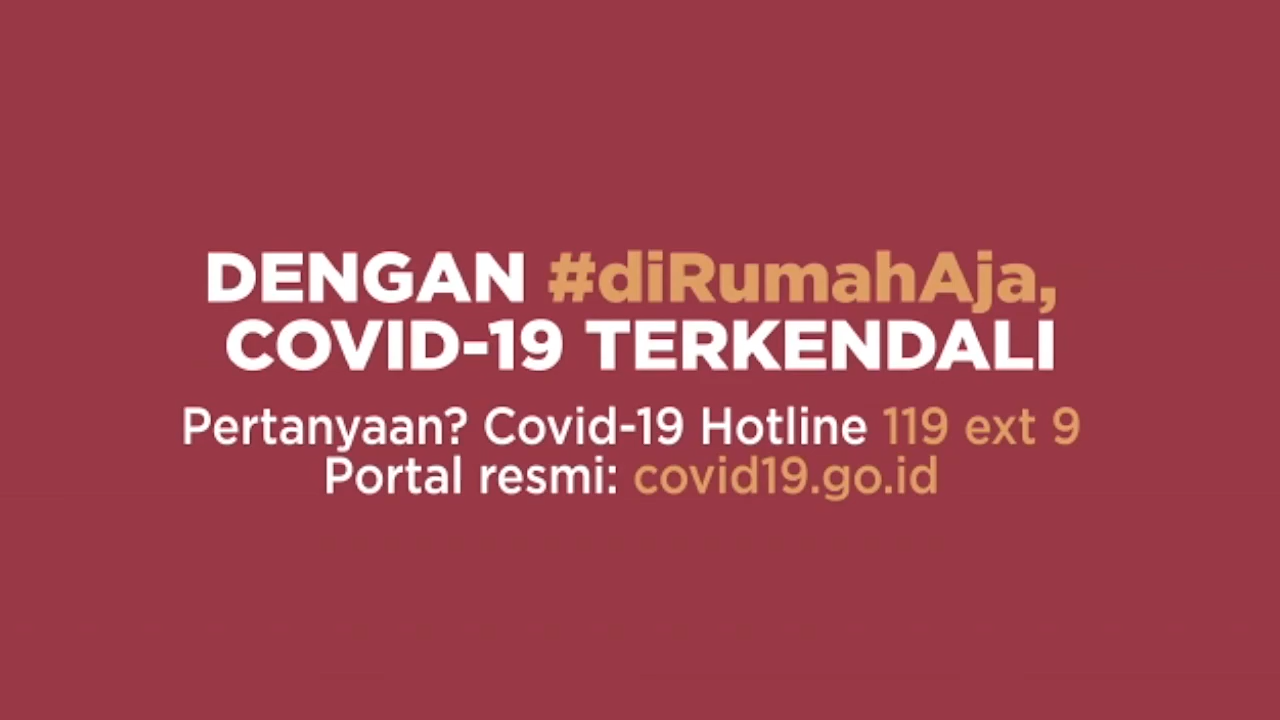 DENGAN #diRumahAja,
COVID-19 TERKENDALI
Pertanyaan? Covid-19 Hotline 119 ext 9
Portal resmi: covid19.go.id